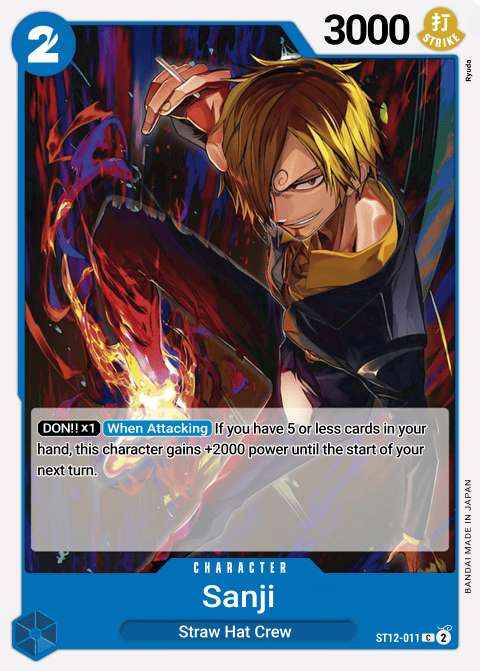 2
3000
打
STRIKE
Ryuda
DON!! x1 When Attacking If you have 5 or less cards in your
hand, this character gains +2000 power until the start of your
next turn.
BANDAI MADE IN JAPAN
CHARACTER
Sanji
Straw Hat Crew
ST12-011 C 2